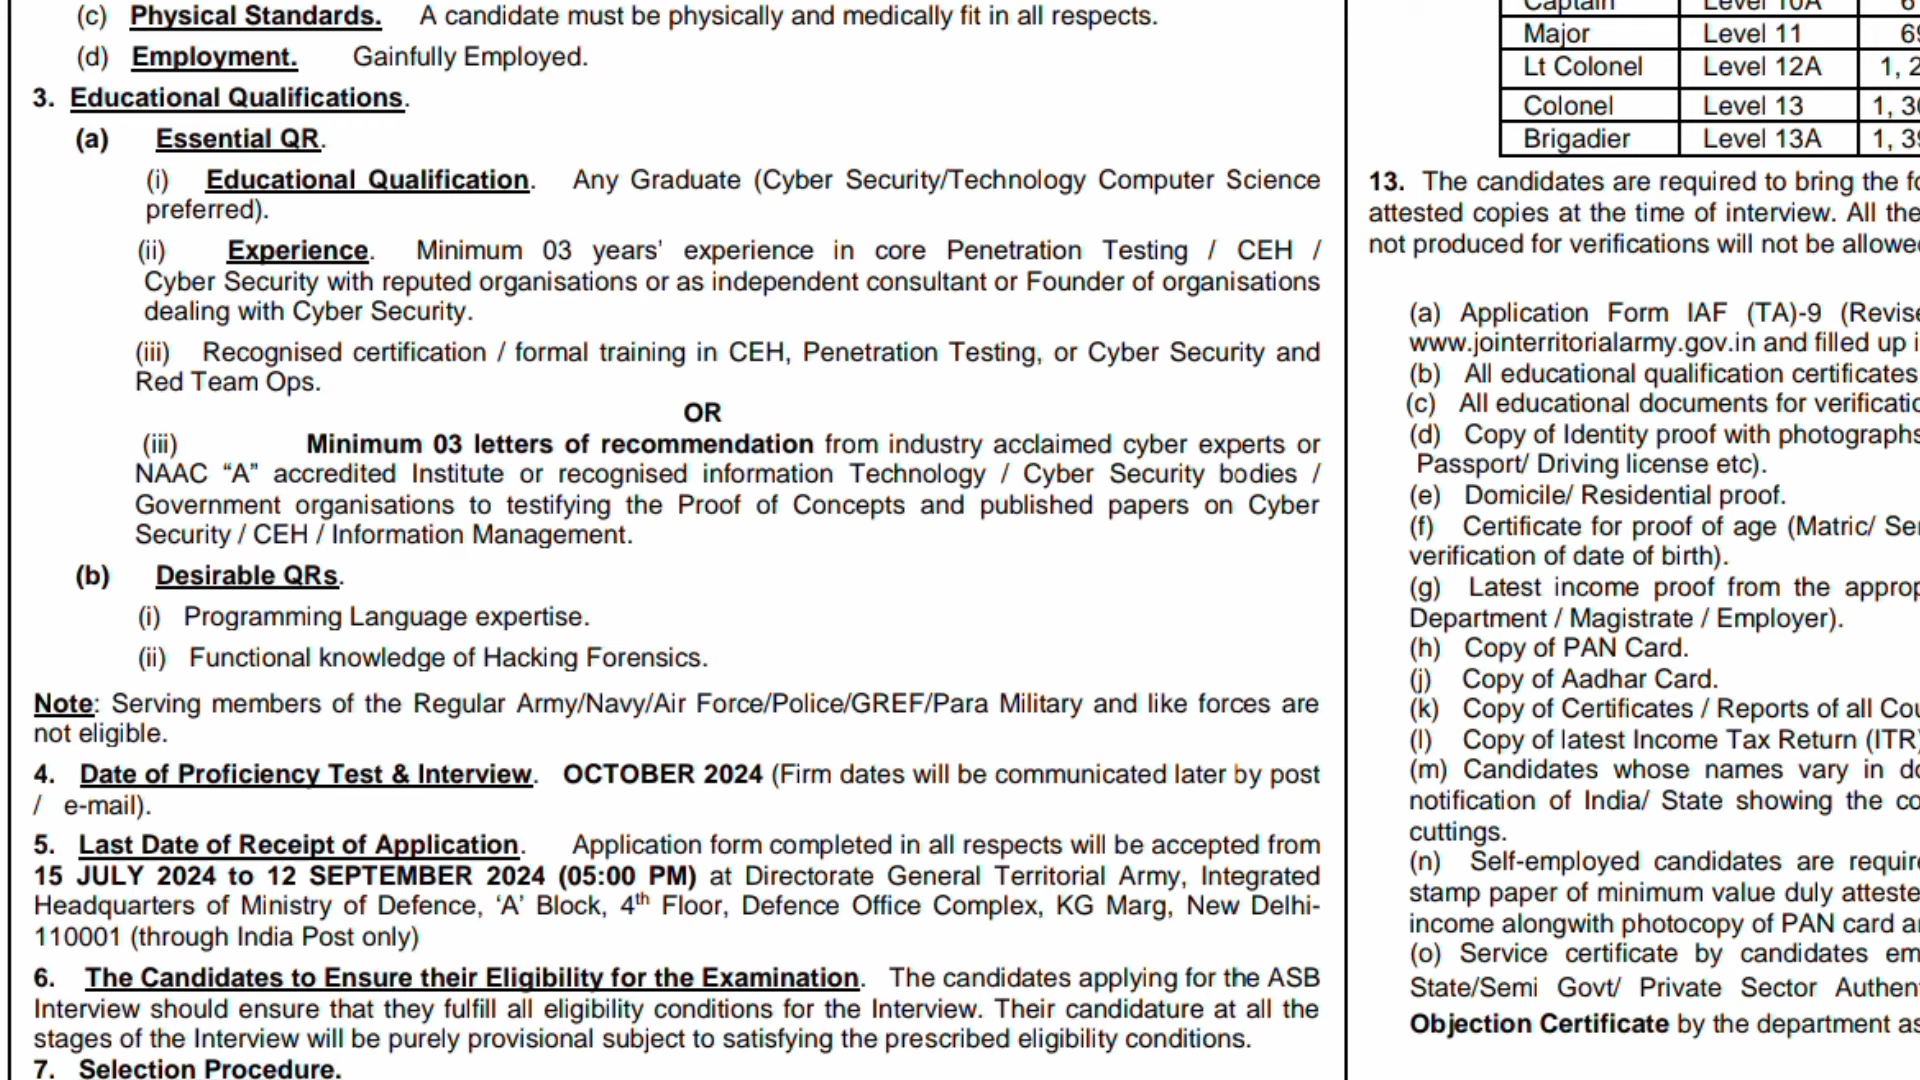 (c) Physical Standards. A candidate must be physically and medically fit in all respects.
(d) Employment. Gainfully Employed.
3. Educational Qualifications.
(a) Essential QR.
(i) Educational Qualification. Any Graduate (Cyber Security/Technology Computer Science
preferred).
(ii) Experience. Minimum 03 years’ experience in core Penetration Testing / CEH /
Cyber Security with reputed organisations or as independent consultant or Founder of organisations
dealing with Cyber Security.
(iii) Recognised certification / formal training in CEH, Penetration Testing, or Cyber Security and
Red Team Ops.
OR
(iii) Minimum 03 letters of recommendation from industry acclaimed cyber experts or
NAAC “A” accredited Institute or recognised information Technology / Cyber Security bodies /
Government organisations to testifying the Proof of Concepts and published papers on Cyber
Security / CEH / Information Management.
(b) Desirable QRs.
(i) Programming Language expertise.
(ii) Functional knowledge of Hacking Forensics.
Note: Serving members of the Regular Army/Navy/Air Force/Police/GREF/Para Military and like forces are
not eligible.
4. Date of Proficiency Test & Interview. OCTOBER 2024 (Firm dates will be communicated later by post
/ e-mail).
5. Last Date of Receipt of Application. Application form completed in all respects will be accepted from
15 JULY 2024 to 12 SEPTEMBER 2024 (05:00 PM) at Directorate General Territorial Army, Integrated
Headquarters of Ministry of Defence, ‘A’ Block, 4th Floor, Defence Office Complex, KG Marg, New Delhi-
110001 (through India Post only)
6. The Candidates to Ensure their Eligibility for the Examination. The candidates applying for the ASB
Interview should ensure that they fulfill all eligibility conditions for the Interview. Their candidature at all the
stages of the Interview will be purely provisional subject to satisfying the prescribed eligibility conditions.
7. Selection Procedure.
Captain Level 10A
Major Level 11
Lt Colonel Level 12A
Colonel Level 13
Brigadier Level 13A
13. The candidates are required to bring the
attested copies at the time of interview. All
not produced for verifications will not be
(a) Application Form IAF (TA)-9
www.jointerritorialarmy.gov.in and filled up
(b) All educational qualification certificates
(c) All educational documents for
(d) Copy of Identity proof with
Passport/ Driving license etc).
(e) Domicile/ Residential proof.
(f) Certificate for proof of age (Matric/
verification of date of birth).
(g) Latest income proof from the
Department / Magistrate / Employer).
(h) Copy of PAN Card.
(j) Copy of Aadhar Card.
(k) Copy of Certificates / Reports of all
(l) Copy of latest Income Tax Return (ITR)
(m) Candidates whose names vary in
notification of India/ State showing the
cuttings.
(n) Self-employed candidates are
stamp paper of minimum value duly
income alongwith photocopy of PAN card
(o) Service certificate by candidates
State/Semi Govt/ Private Sector
Objection Certificate by the department as